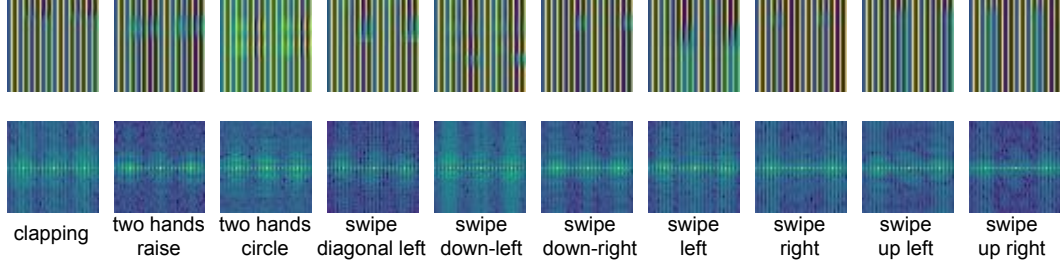 clapping
two hands
raise
two hands
circle
swipe
diagonal left
swipe
down-left
swipe
down-right
swipe
left
swipe
right
swipe
up left
swipe
up right